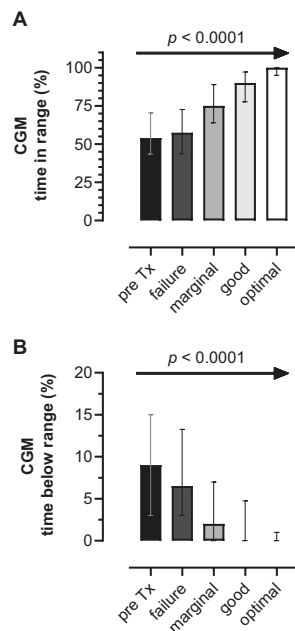 A
p < 0.0001
CGM
time in range (%)
100
75
50
25
0
pre Tx
failure
marginal
good
optimal
B
p < 0.0001
CGM
time below range (%)
20
15
10
5
0
pre Tx
failure
marginal
good
optimal